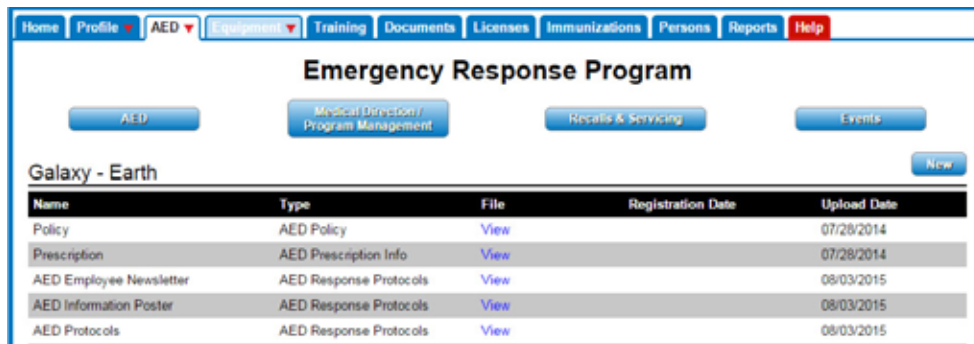 Home Profile AED Equipment Training Documents Licenses Immunizations Persons Reports Help
Emergency Response Program
AED Medical Direction / Program Management Recalls & Servicing Events
Galaxy - Earth New
Name Type File Registration Date Upload Date
Policy AED Policy View 07/28/2014
Prescription AED Prescription Info View 07/28/2014
AED Employee Newsletter AED Response Protocols View 08/03/2015
AED Information Poster AED Response Protocols View 08/03/2015
AED Protocols AED Response Protocols View 08/03/2015